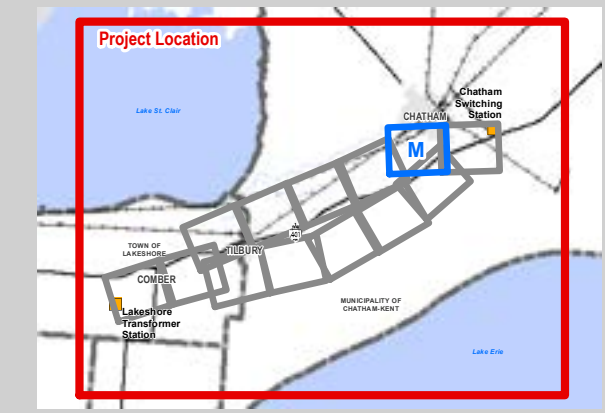 Project Location
Lake St. Clair
Chatham
Switching
Station
CHATHAM
M
401
TOWN OF
LAKESHORE
TILBURY
COMBER
MUNICIPALITY OF
CHATHAM-KENT
Lakeshore
Transformer
Station
Lake Erie